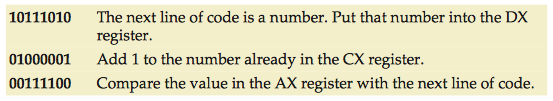 10111010 The next line of code is a number. Put that number into the DX
register.
01000001 Add 1 to the number already in the CX register.
00111100 Compare the value in the AX register with the next line of code.